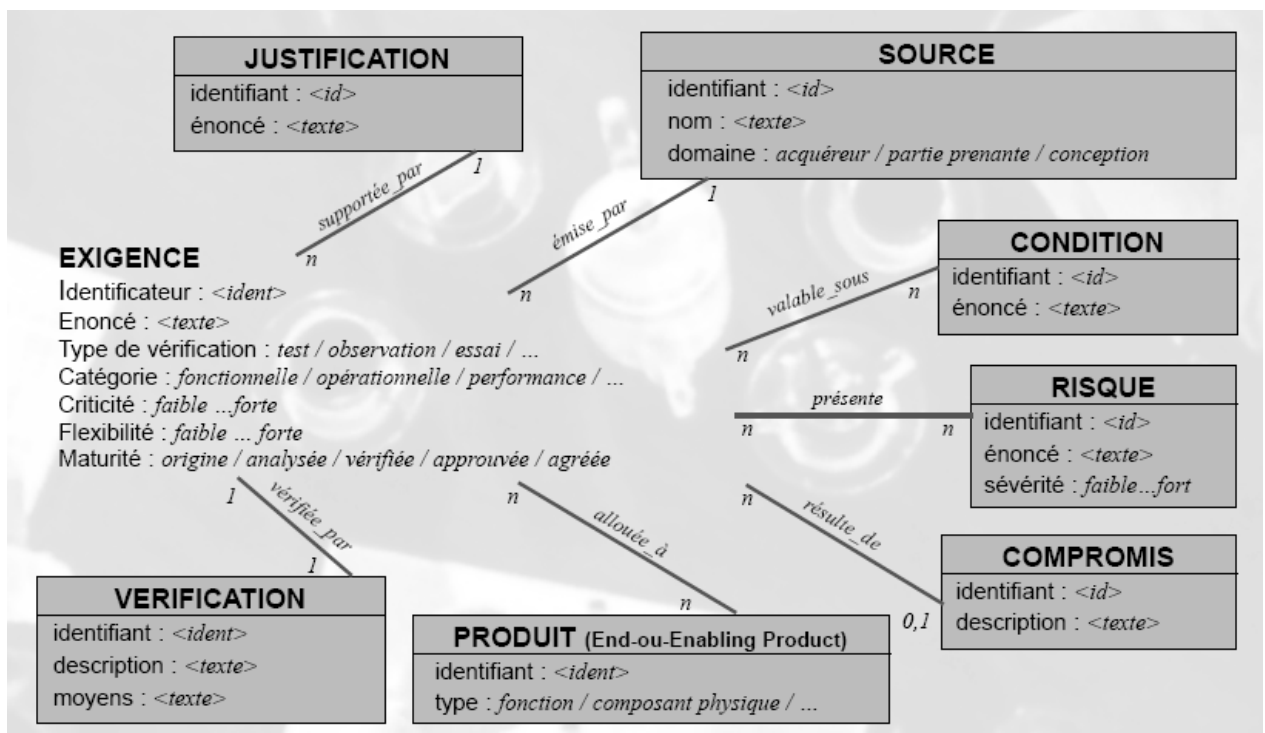 JUSTIFICATION
identifiant : <id>
énoncé : <texte>
SOURCE
identifiant : <id>
nom : <texte>
domaine : acquéreur / partie prenante / conception
supportée_par
1
n
émise_par
1
n
EXIGENCE
Identificateur : <ident>
Enoncé : <texte>
Type de vérification : test / observation / essai / ...
Catégorie : fonctionnelle / opérationnelle / performance / ...
Criticité : faible ...forte
Flexibilité : faible ... forte
Maturité : origine / analysée / vérifiée / approuvée / agréée
CONDITION
identifiant : <id>
énoncé : <texte>
valable_sous
n
n
RISQUE
identifiant : <id>
énoncé : <texte>
sévérité : faible...fort
présente
n
n
COMPROMIS
identifiant : <id>
description : <texte>
résulte_de
n
0,1
vérifiée_par
1
1
VERIFICATION
identifiant : <ident>
description : <texte>
moyens : <texte>
allouée_à
n
n
PRODUIT (End-ou-Enabling Product)
identifiant : <ident>
type : fonction / composant physique / ...